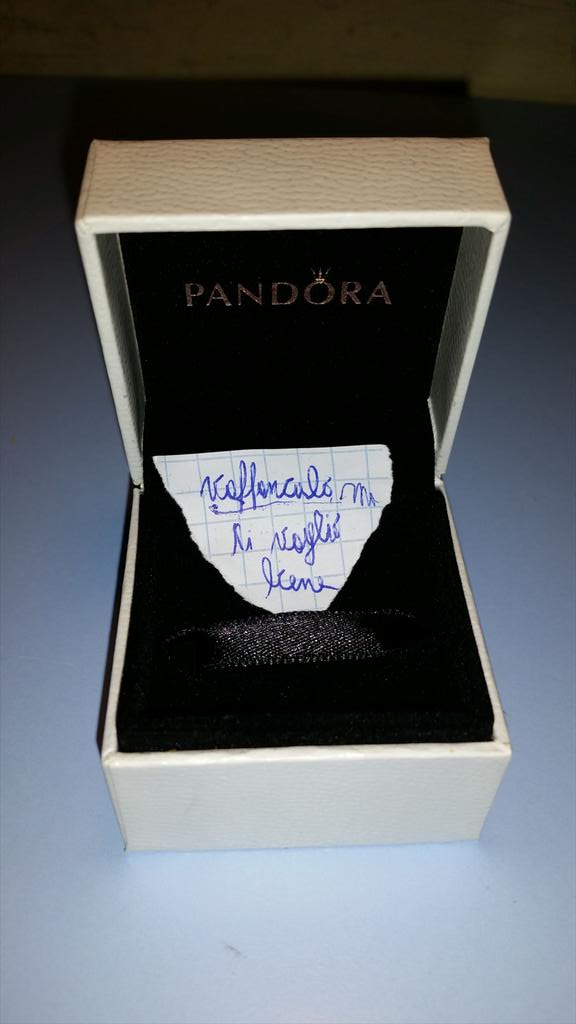 PANDORA
Vaffanculo, ma
ti voglio
bene